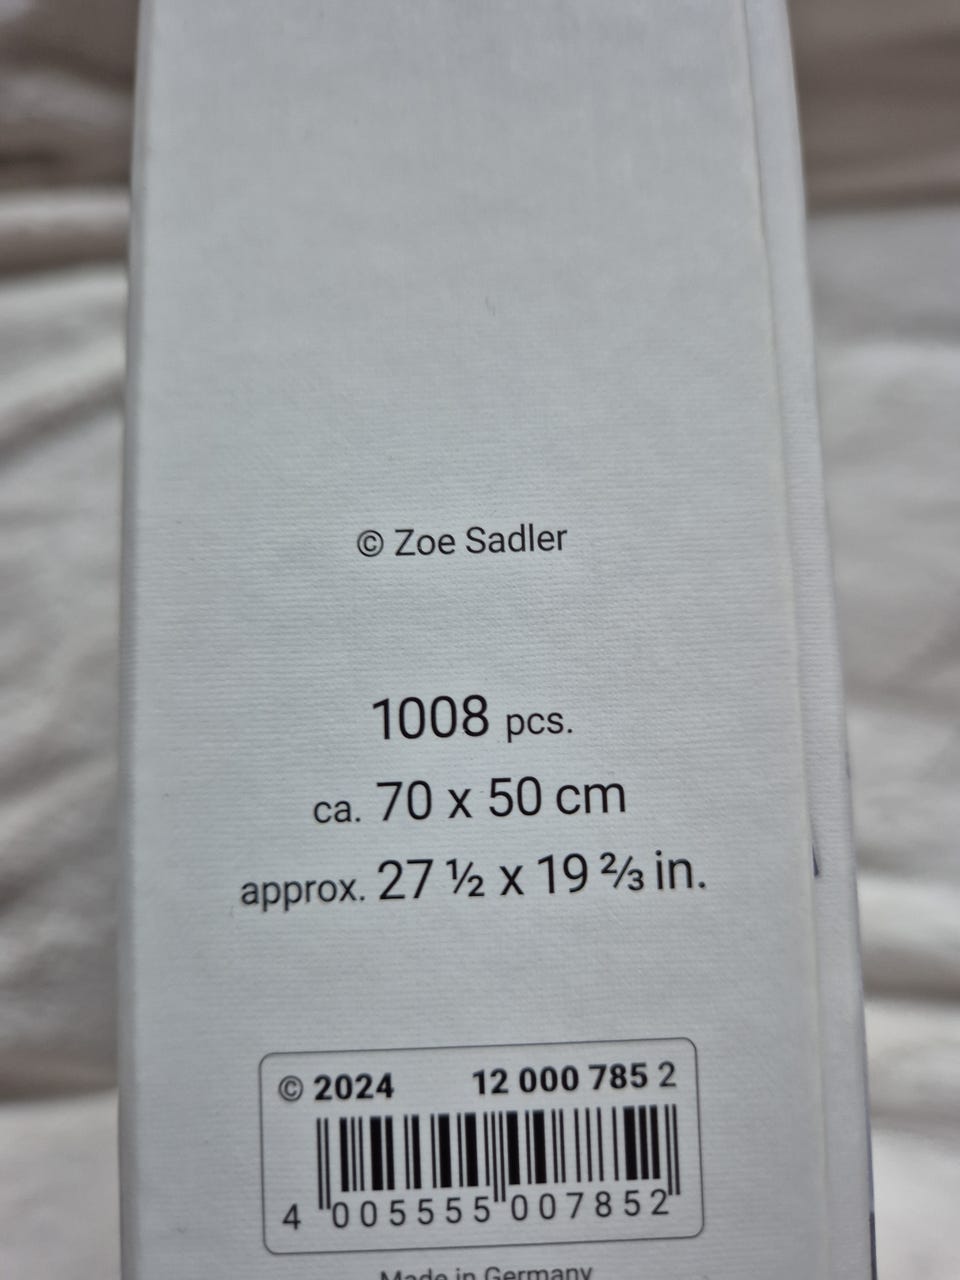 © Zoe Sadler
1008 pcs.
ca. 70 x 50 cm
approx. 27 ½ x 19 ⅔ in.
© 2024 12 000 785 2
4 005555 007852
Made in Germany